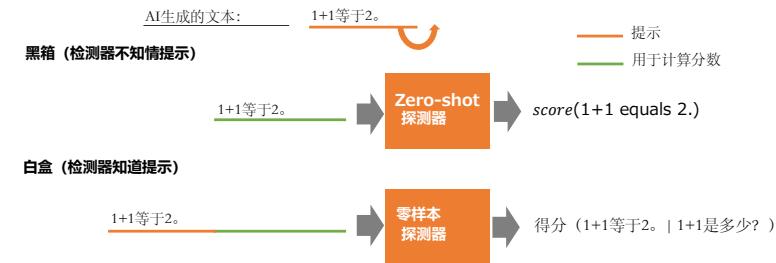 AI生成的文本： 1+1等于2。
提示
黑箱（检测器不知情提示）
用于计算分数
1+1等于2。
Zero-shot
探测器
score(1+1 equals 2.)
白盒（检测器知道提示）
1+1等于2。
零样本
探测器
得分（1+1等于2。| 1+1是多少？）